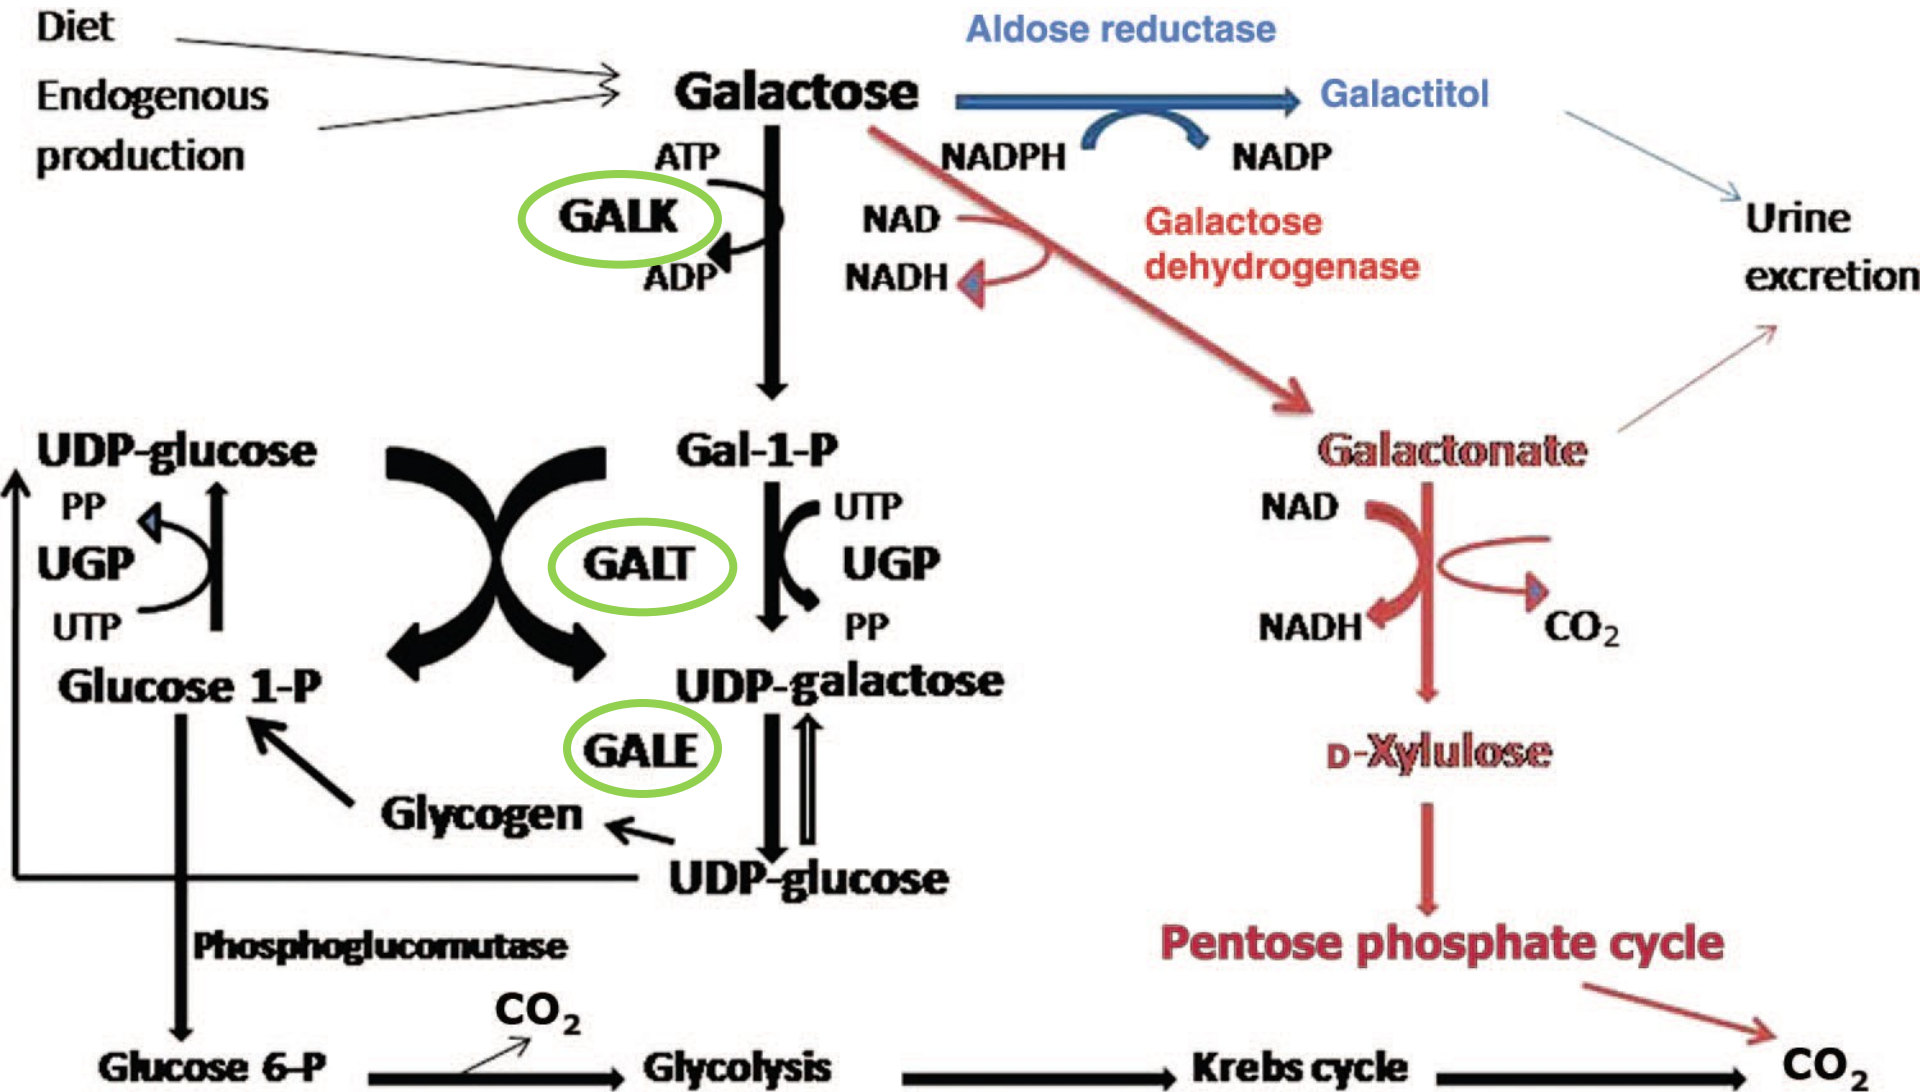 Diet
Aldose reductase
Endogenous
production
Galactose
Galactitol
ATP
NADPH
NADP
GALK
NAD
Galactose
dehydrogenase
Urine
excretion
ADP
NADH
UDP-glucose
Gal-1-P
Galactonate
PP
UTP
NAD
UGP
GALT
UGP
UTP
PP
NADH
CO2
Glucose 1-P
UDP-galactose
GALE
D-Xylulose
Glycogen
UDP-glucose
Phosphoglucomutase
Pentose phosphate cycle
CO2
Glucose 6-P
Glycolysis
Krebs cycle
CO2